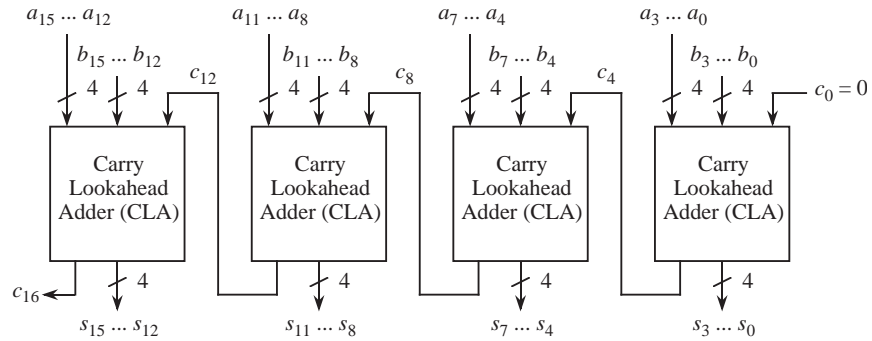 a₁₅ ... a₁₂ a₁₁ ... a₈ a₇ ... a₄ a₃ ... a₀
b₁₅ ... b₁₂ b₁₁ ... b₈ b₇ ... b₄ b₃ ... b₀
c₁₂ c₈ c₄
4 4 4 4 4 4 4 4 c₀ = 0
Carry Carry Carry Carry
Lookahead Lookahead Lookahead Lookahead
Adder (CLA) Adder (CLA) Adder (CLA) Adder (CLA)
4 4 4 4
c₁₆
s₁₅ ... s₁₂ s₁₁ ... s₈ s₇ ... s₄ s₃ ... s₀